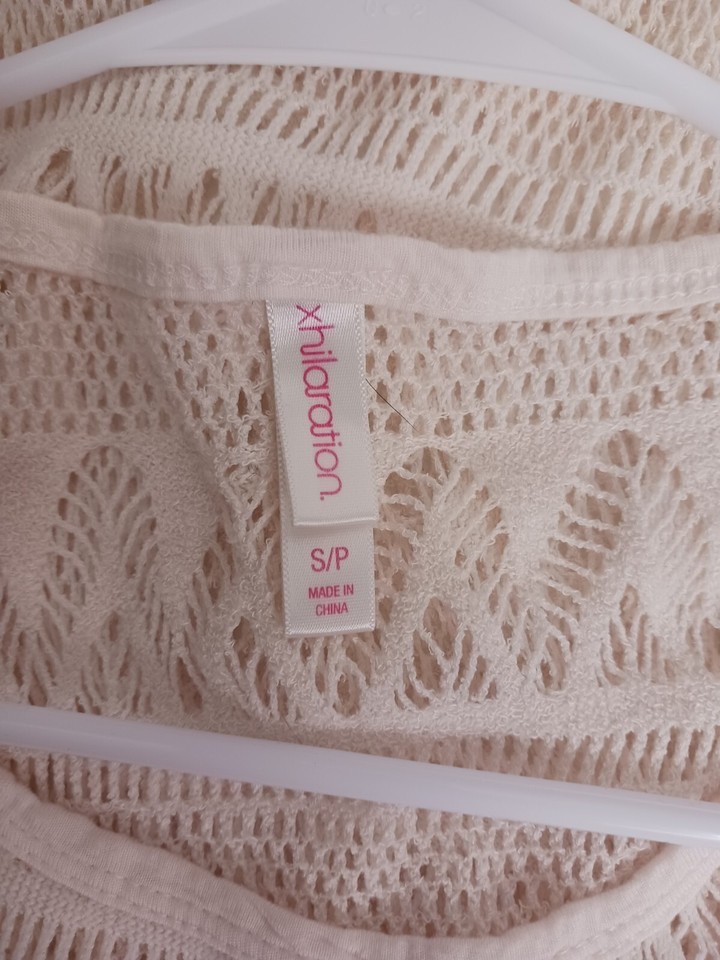 xhilaration.
S/P
MADE IN
CHINA